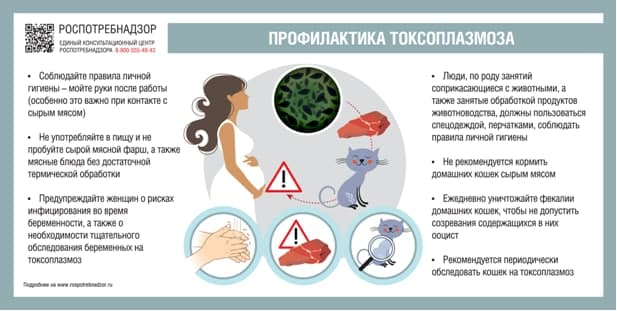 РОСПОТРЕБНАДЗОР
ЕДИНЫЙ КОНСУЛЬТАЦИОННЫЙ ЦЕНТР
РОСПОТРЕБНАДЗОРА 8-800-555-49-43
ПРОФИЛАКТИКА ТОКСОПЛАЗМОЗА
• Соблюдайте правила личной
гигиены – мойте руки после работы
(особенно это важно при контакте с
сырым мясом)
• Не употребляйте в пищу и не
пробуйте сырой мясной фарш, а также
мясные блюда без достаточной
термической обработки
• Предупреждайте женщин о рисках
инфицирования во время
беременности, а также о
необходимости тщательного
обследования беременных на
токсоплазмоз
Подробнее на www.rospotrebnadzor.ru
• Люди, по роду занятий
соприкасающиеся с животными, а
также занятые обработкой продуктов
животноводства, должны пользоваться
спецодеждой, перчатками, соблюдать
правила личной гигиены
• Не рекомендуется кормить
домашних кошек сырым мясом
• Ежедневно уничтожайте фекалии
домашних кошек, чтобы не допустить
созревания содержащихся в них
ооцист
• Рекомендуется периодически
обследовать кошек на токсоплазмоз